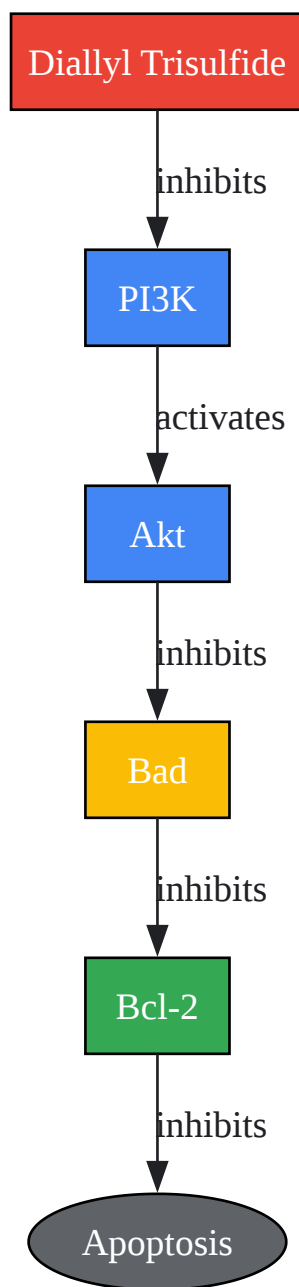 Diallyl Trisulfide
inhibits
PI3K
activates
Akt
inhibits
Bad
inhibits
Bcl-2
inhibits
Apoptosis